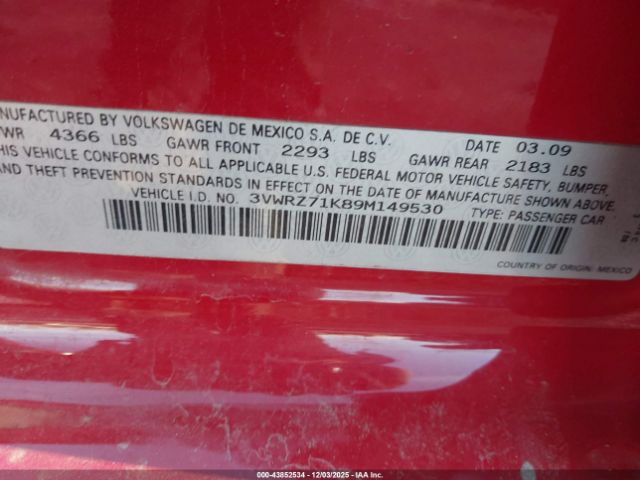 NUFACTURED BY VOLKSWAGEN DE MEXICO S.A. DE C.V. DATE 03.09
WR 4366 LBS GAWR FRONT 2293 LBS GAWR REAR 2183 LBS
HIS VEHICLE CONFORMS TO ALL APPLICABLE U.S. FEDERAL MOTOR VEHICLE SAFETY, BUMPER,
AND THEFT PREVENTION STANDARDS IN EFFECT ON THE DATE OF MANUFACTURE SHOWN ABOVE.
VEHICLE I.D. NO. 3VWRZ71K89M149530 TYPE: PASSENGER CAR
COUNTRY OF ORIGIN: MEXICO
00-43852534 | 12/03/2025 - IAA Holdings, LLC.